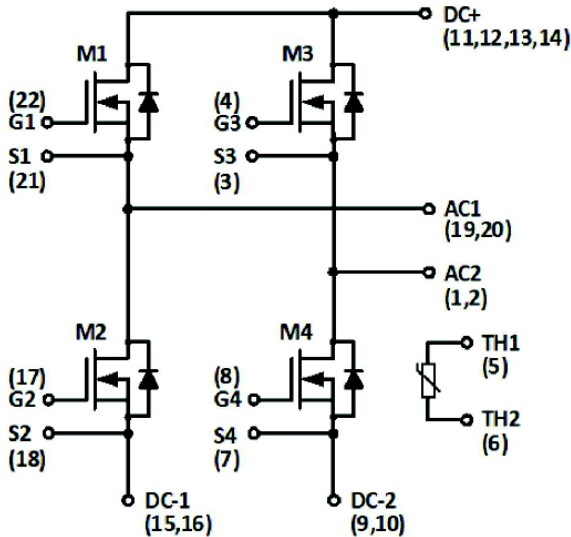 DC+
(11,12,13,14)
M1
M3
(22)
G1
(4)
G3
S1
(21)
S3
(3)
AC1
(19,20)
AC2
(1,2)
M2
M4
TH1
(5)
(17)
G2
(8)
G4
TH2
(6)
S2
(18)
S4
(7)
DC-1
(15,16)
DC-2
(9,10)